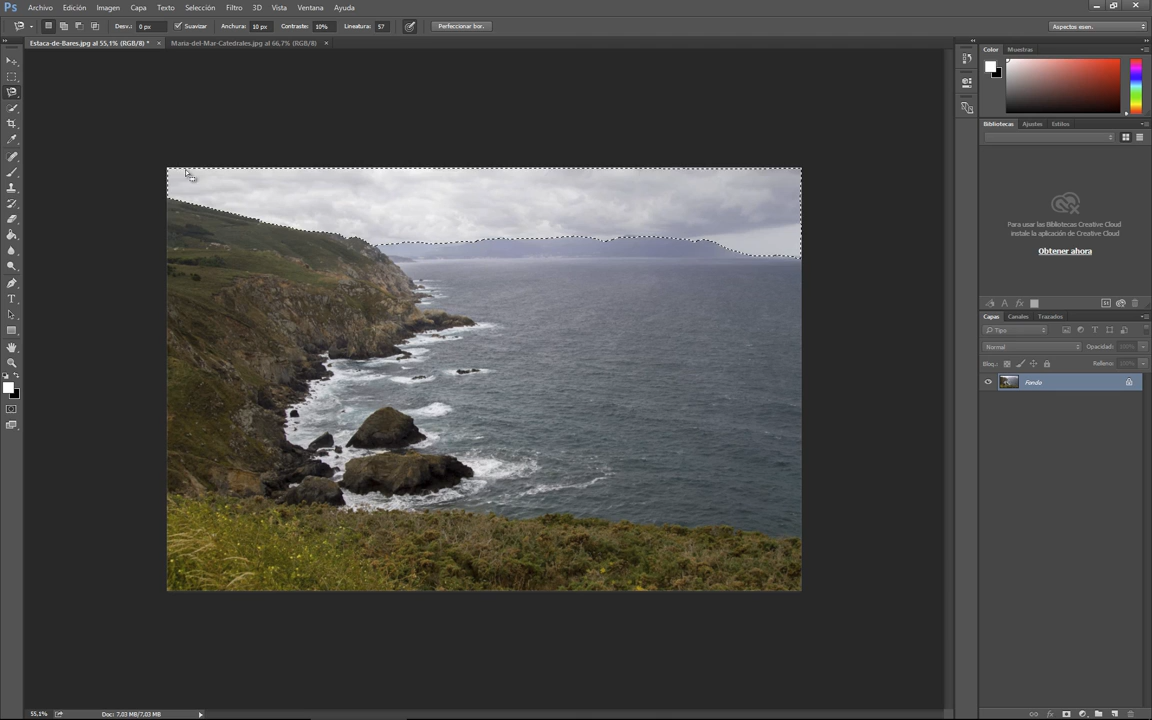 Ps Archivo Edición Imagen Capa Texto Selección Filtro 3D Vista Ventana Ayuda
Desv.: 0 px Suavizar Anchura: 10 px Contraste: 10% Lineatura: 57 Perfeccionar bor. Aspectos esen.
Estaca-de-Bares.jpg al 55,1% (RGB/8) * × Maria-del-Mar-Catedrales.jpg al 66,7% (RGB/8) ×
Color Muestras
Bibliotecas Ajustes Estilos
Para usar las Bibliotecas Creative Cloud
instale la aplicación de Creative Cloud
Obtener ahora
Capas Canales Trazados
Tipo
Normal Opacidad: 100%
Bloq.: Relleno: 100%
Fondo
55.1% Doc: 7,03 MB/7,03 MB